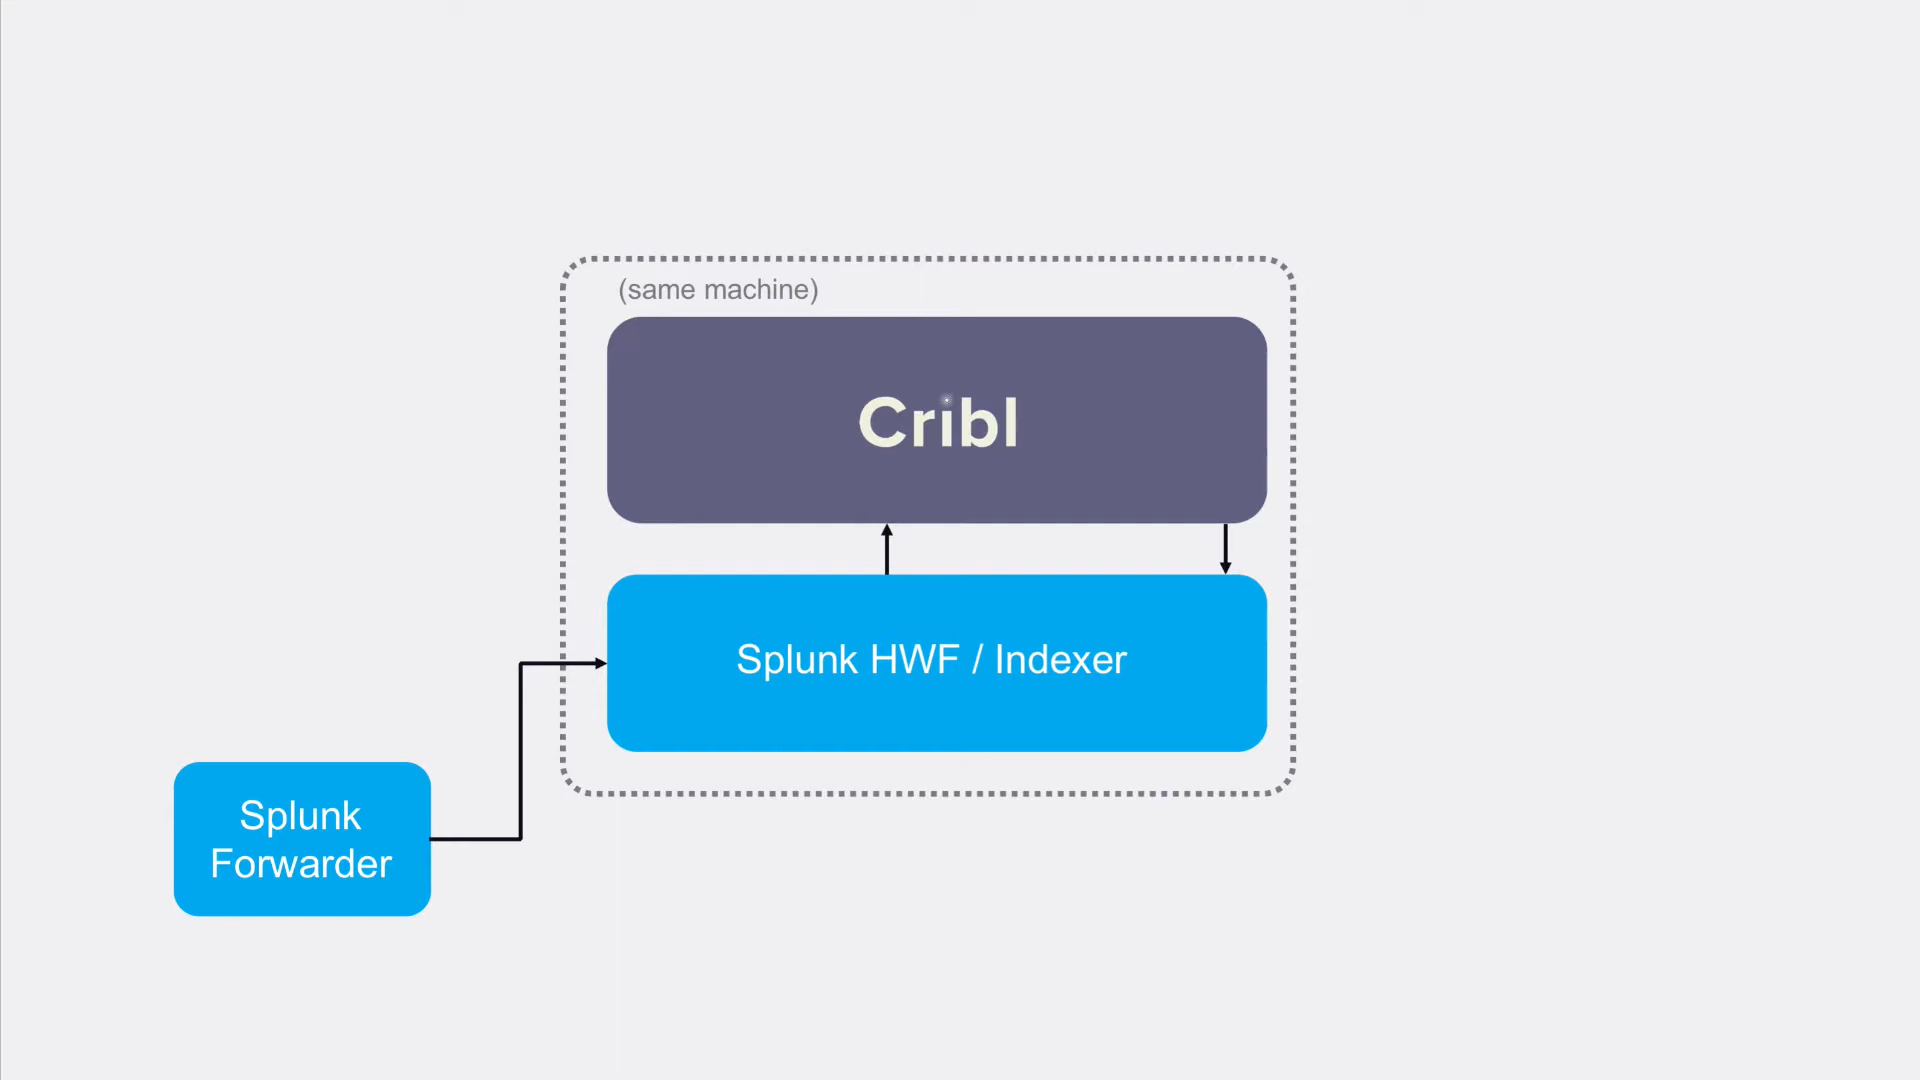 (same machine)
Cribl
Splunk HWF / Indexer
Splunk
Forwarder